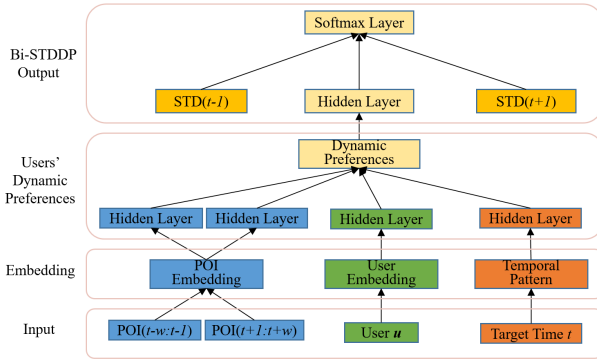 Softmax Layer
Bi-STDDP
Output
STD(t-1)
Hidden Layer
STD(t+1)
Users'
Dynamic
Preferences
Dynamic
Preferences
Hidden Layer
Hidden Layer
Hidden Layer
Hidden Layer
Embedding
POI
Embedding
User
Embedding
Temporal
Pattern
Input
POI(t-w:t-1)
POI(t+1:t+w)
User u
Target Time t